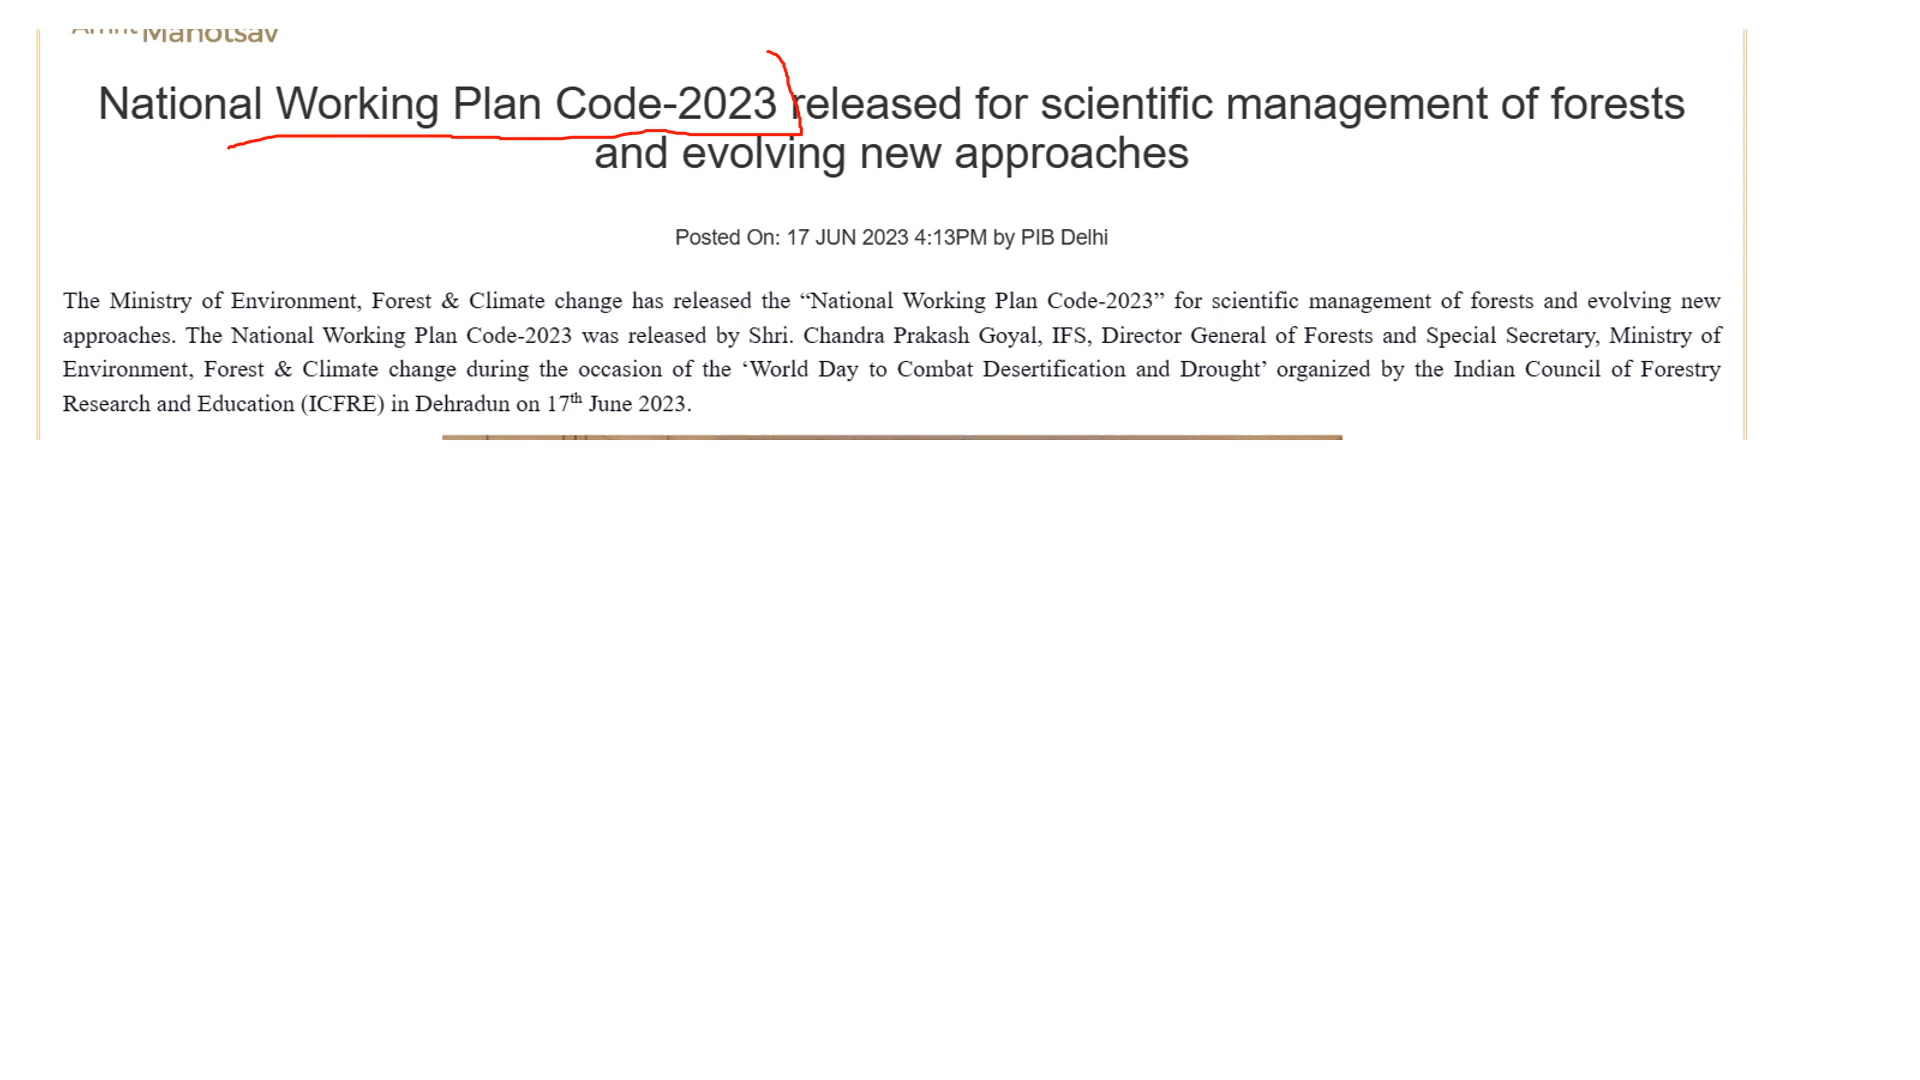 Amrit Mahotsav
National Working Plan Code-2023 released for scientific management of forests
and evolving new approaches
Posted On: 17 JUN 2023 4:13PM by PIB Delhi
The Ministry of Environment, Forest & Climate change has released the “National Working Plan Code-2023” for scientific management of forests and evolving new
approaches. The National Working Plan Code-2023 was released by Shri. Chandra Prakash Goyal, IFS, Director General of Forests and Special Secretary, Ministry of
Environment, Forest & Climate change during the occasion of the ‘World Day to Combat Desertification and Drought’ organized by the Indian Council of Forestry
Research and Education (ICFRE) in Dehradun on 17th June 2023.